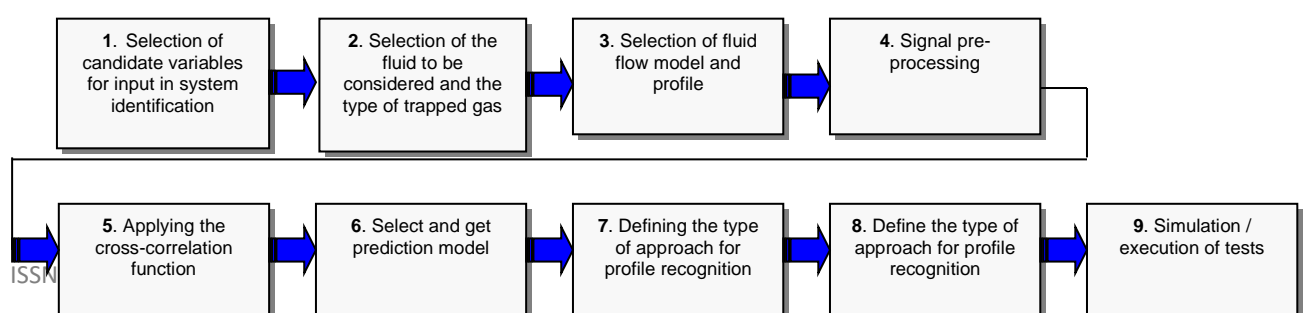 1. Selection of
candidate variables
for input in system
identification
2. Selection of the
fluid to be
considered and the
type of trapped gas
3. Selection of fluid
flow model and
profile
4. Signal pre-
processing
5. Applying the
cross-correlation
function
6. Select and get
prediction model
7. Defining the type
of approach for
profile recognition
8. Define the type of
approach for profile
recognition
9. Simulation /
execution of tests
ISSN